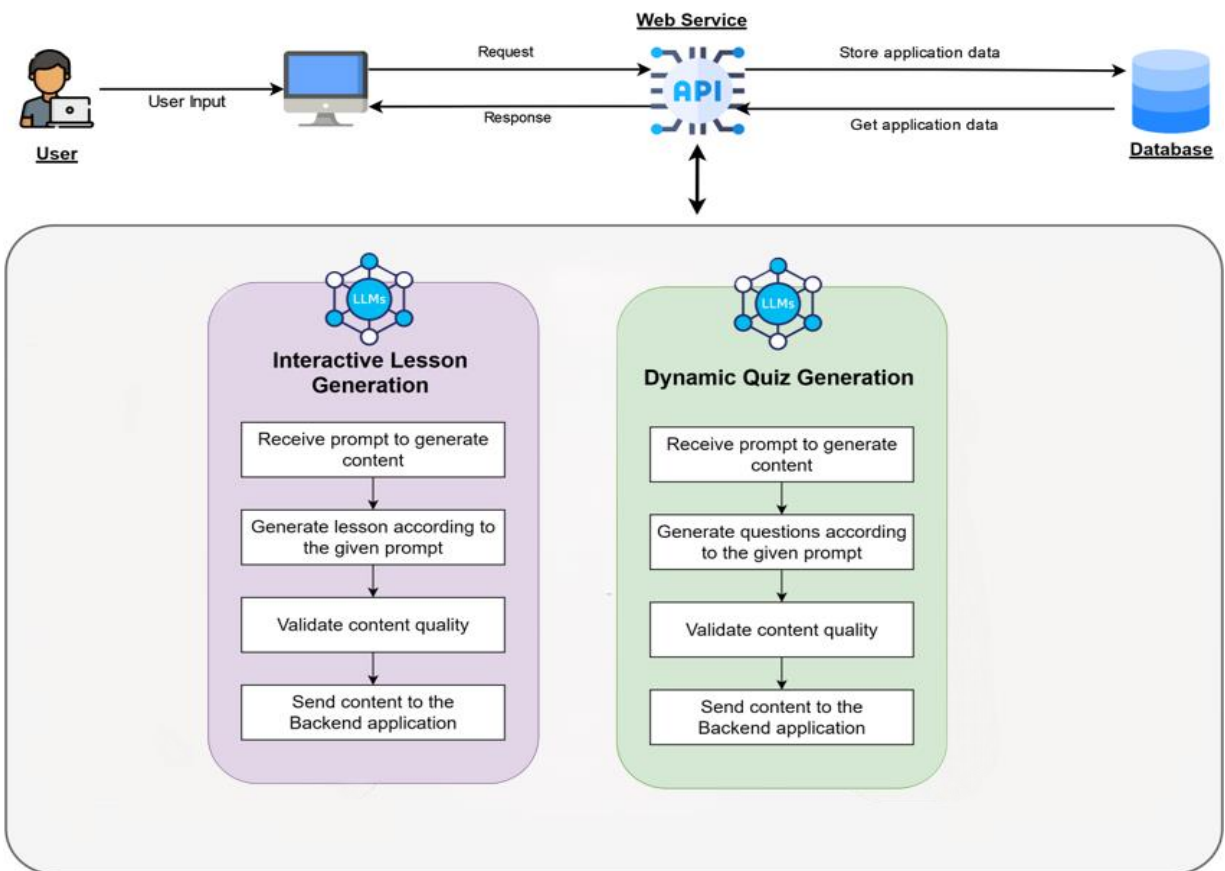 Web Service
Request
Store application data
User Input
API
Response
Get application data
User
Database
LLMs
LLMs
Interactive Lesson
Generation
Dynamic Quiz Generation
Receive prompt to generate
content
Receive prompt to generate
content
Generate lesson according to
the given prompt
Generate questions according
to the given prompt
Validate content quality
Validate content quality
Send content to the
Backend application
Send content to the
Backend application